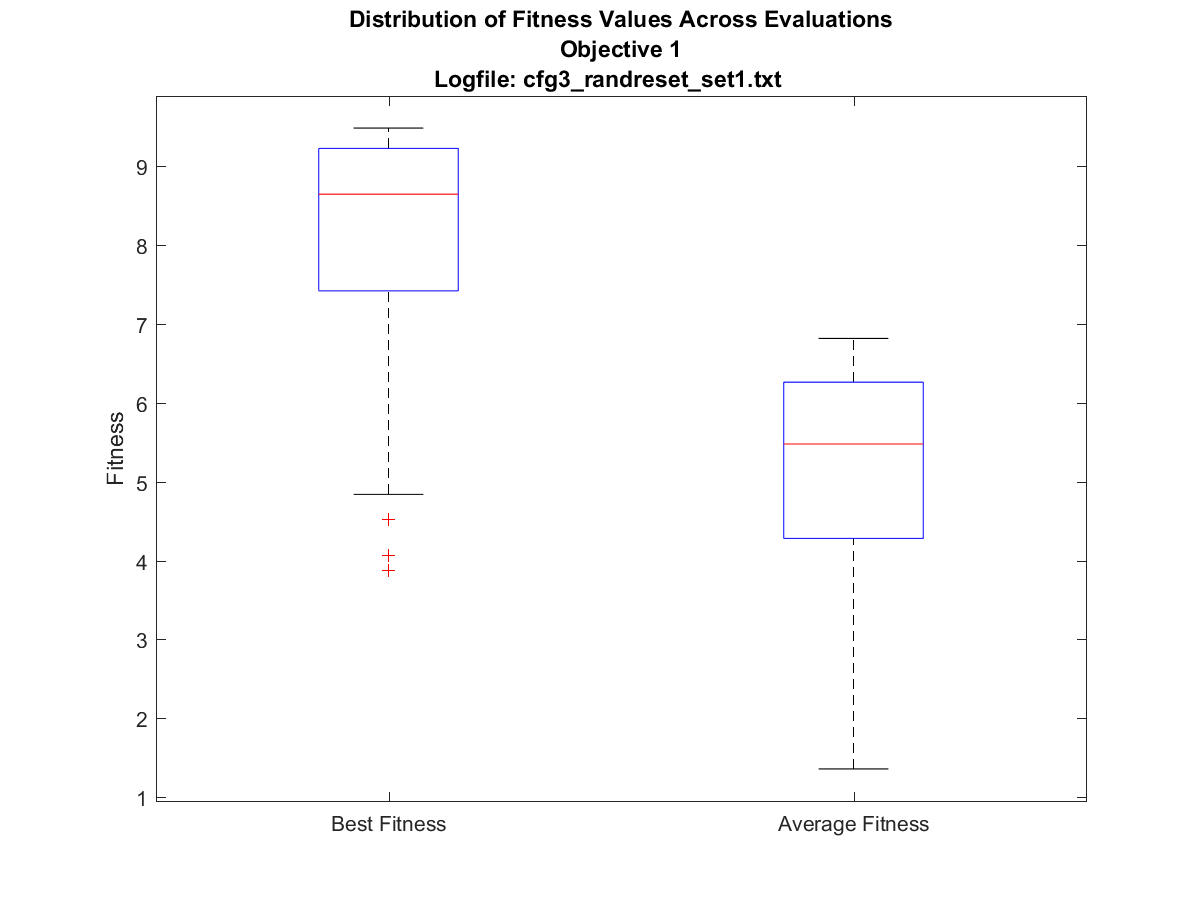 Distribution of Fitness Values Across Evaluations
Objective 1
Logfile: cfg3_randreset_set1.txt
9
8
7
6
5
4
3
2
1
Fitness
Best Fitness
Average Fitness